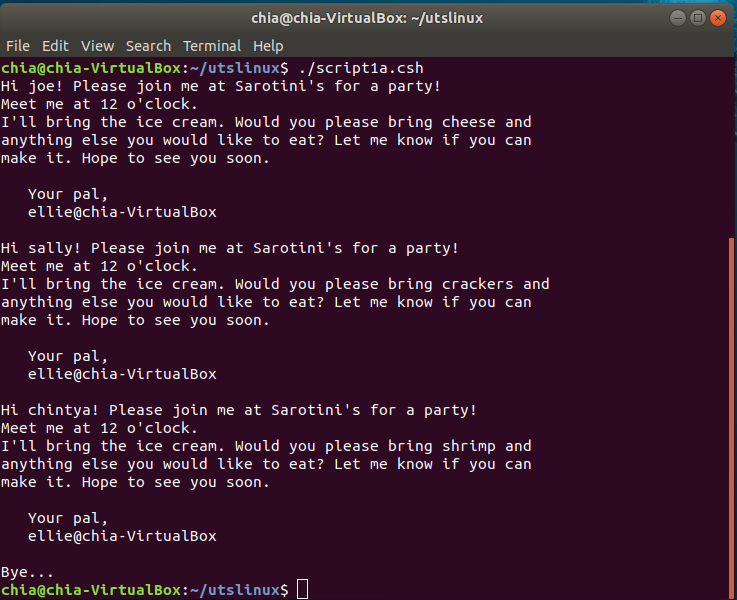 chia@chia-VirtualBox: ~/utslinux
File Edit View Search Terminal Help
chia@chia-VirtualBox:~/utslinux$ ./script1a.csh
Hi joe! Please join me at Sarotini's for a party!
Meet me at 12 o'clock.
I'll bring the ice cream. Would you please bring cheese and
anything else you would like to eat? Let me know if you can
make it. Hope to see you soon.
Your pal,
ellie@chia-VirtualBox
Hi sally! Please join me at Sarotini's for a party!
Meet me at 12 o'clock.
I'll bring the ice cream. Would you please bring crackers and
anything else you would like to eat? Let me know if you can
make it. Hope to see you soon.
Your pal,
ellie@chia-VirtualBox
Hi chintya! Please join me at Sarotini's for a party!
Meet me at 12 o'clock.
I'll bring the ice cream. Would you please bring shrimp and
anything else you would like to eat? Let me know if you can
make it. Hope to see you soon.
Your pal,
ellie@chia-VirtualBox
Bye...
chia@chia-VirtualBox:~/utslinux$